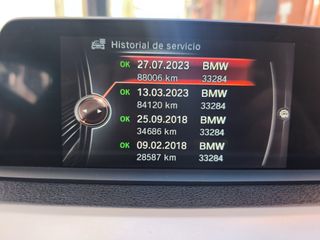 Historial de servicio
OK 27.07.2023 BMW
88006 km 33284
OK 13.03.2023 BMW
84120 km 33284
OK 25.09.2018 BMW
34686 km 33284
OK 09.02.2018 BMW
28587 km 33284